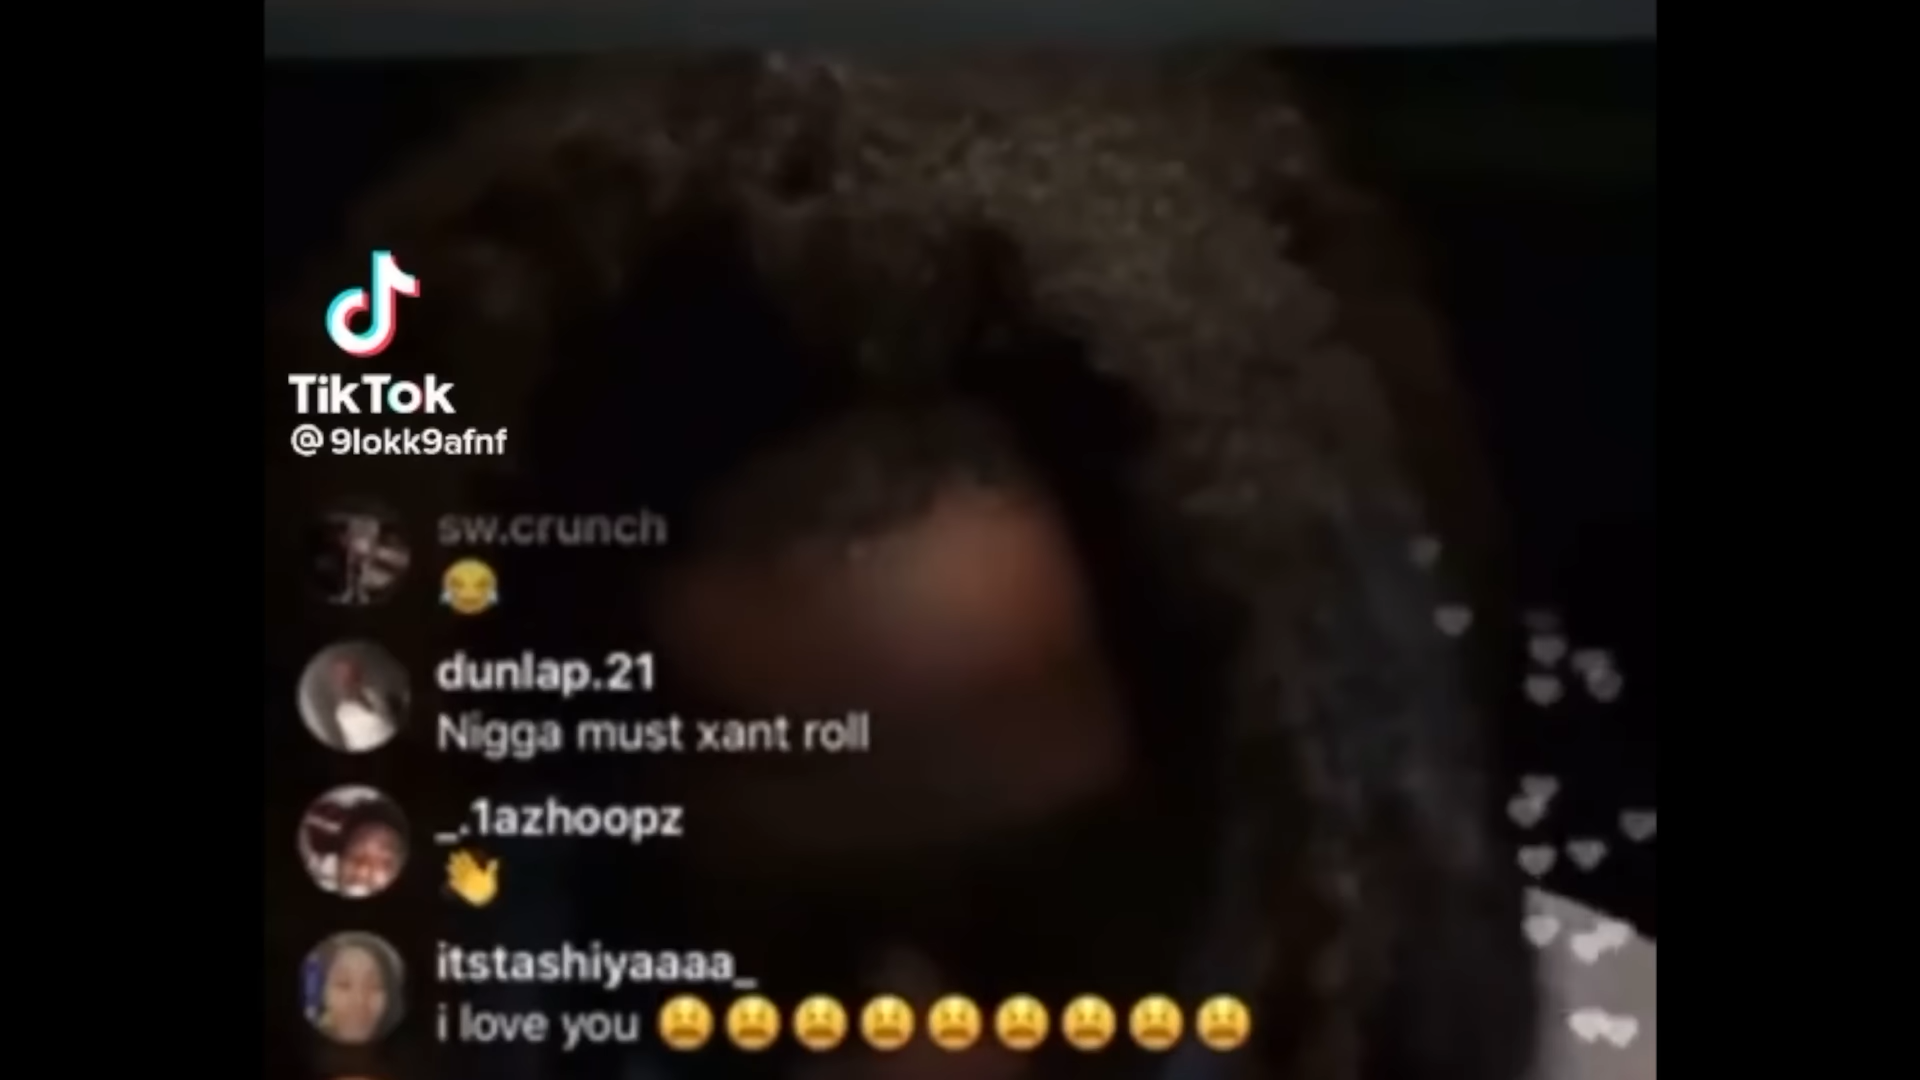 TikTok
@9lokk9afnf
sw.crunch
😂
dunlap.21
Nigga must xant roll
_.1azhoopz
👋
itstashiyaaaa_
i love you 😫😫😫😫😫😫😫😫😫